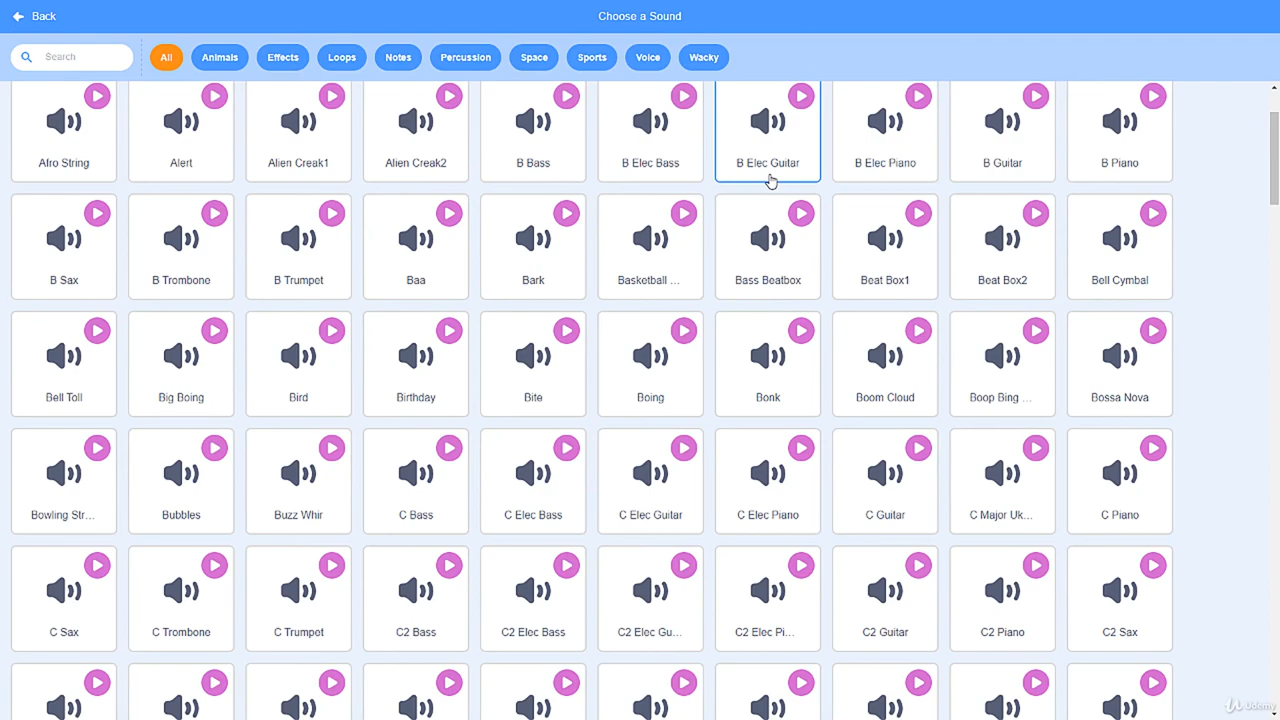 Back
Choose a Sound
Search
All
Animals
Effects
Loops
Notes
Percussion
Space
Sports
Voice
Wacky
Afro String
Alert
Alien Creak1
Alien Creak2
B Bass
B Elec Bass
B Elec Guitar
B Elec Piano
B Guitar
B Piano
B Sax
B Trombone
B Trumpet
Baa
Bark
Basketball ...
Bass Beatbox
Beat Box1
Beat Box2
Bell Cymbal
Bell Toll
Big Boing
Bird
Birthday
Bite
Boing
Bonk
Boom Cloud
Boop Bing ...
Bossa Nova
Bowling Str...
Bubbles
Buzz Whir
C Bass
C Elec Bass
C Elec Guitar
C Elec Piano
C Guitar
C Major Uk...
C Piano
C Sax
C Trombone
C Trumpet
C2 Bass
C2 Elec Bass
C2 Elec Gu...
C2 Elec Pi...
C2 Guitar
C2 Piano
C2 Sax
Udemy